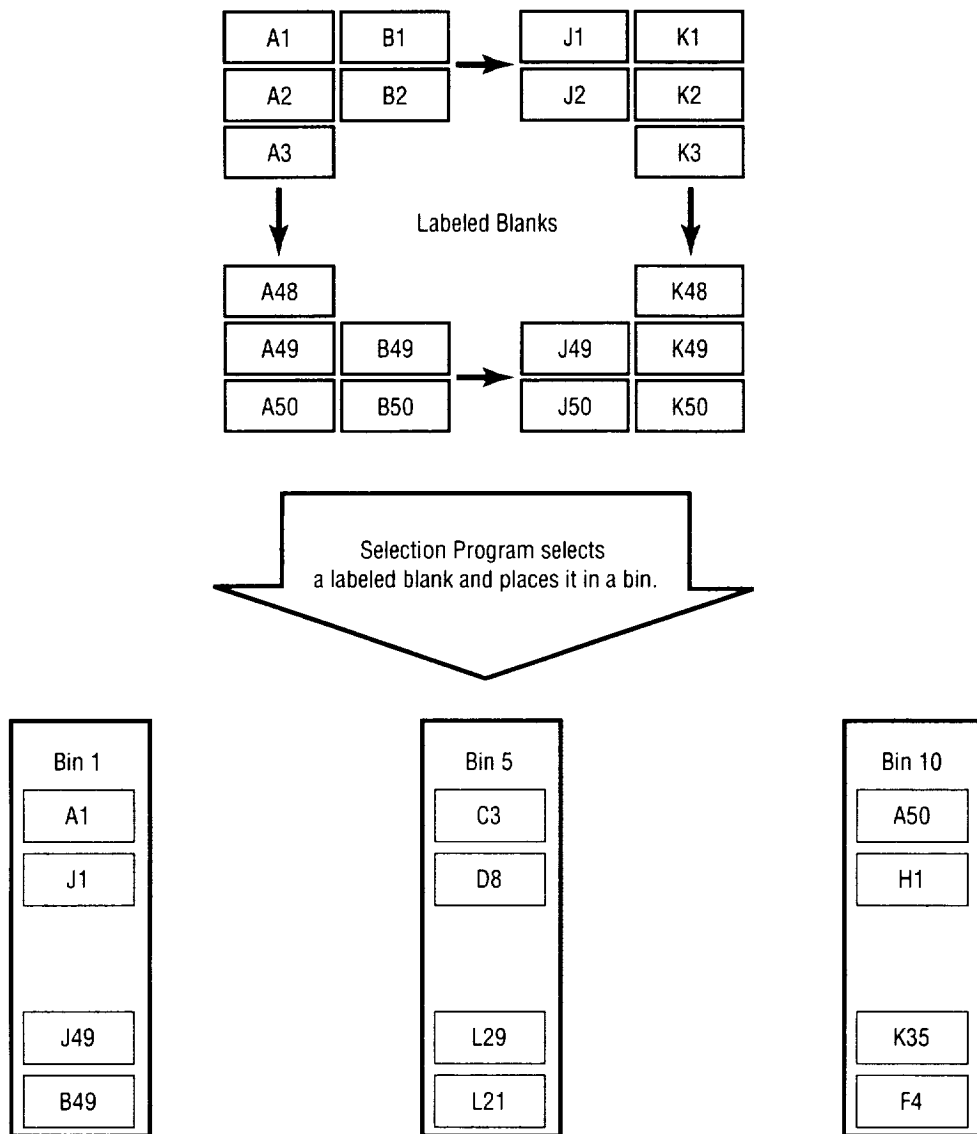 A1 B1 J1 K1
A2 B2 J2 K2
A3 K3
Labeled Blanks
A48 K48
A49 B49 J49 K49
A50 B50 J50 K50
Selection Program selects
a labeled blank and places it in a bin.
Bin 1 Bin 5 Bin 10
A1 C3 A50
J1 D8 H1
J49 L29 K35
B49 L21 F4